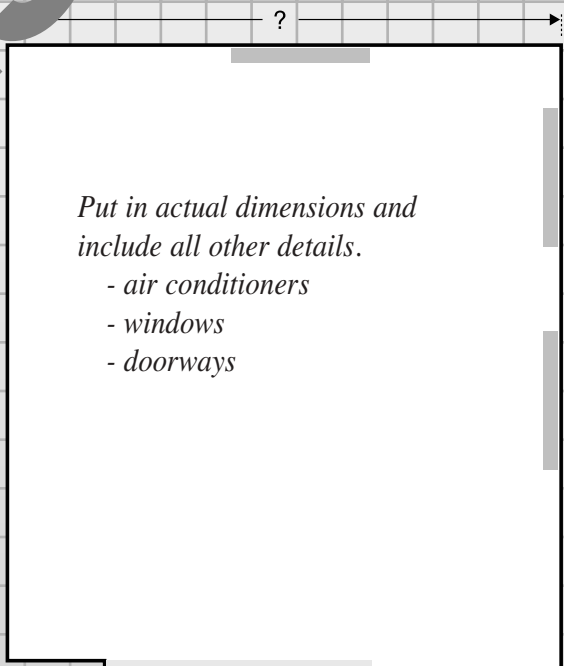 ?
Put in actual dimensions and
include all other details.
- air conditioners
- windows
- doorways